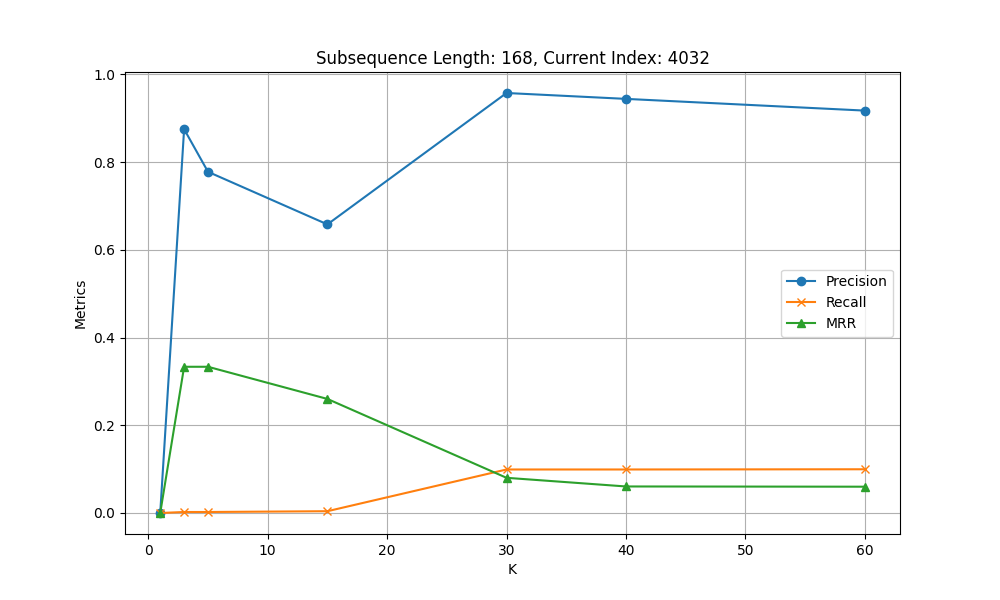 Subsequence Length: 168, Current Index: 4032
1.0
0.8
0.6
0.4
0.2
0.0
Metrics
Precision
Recall
MRR
0 10 20 30 40 50 60
K